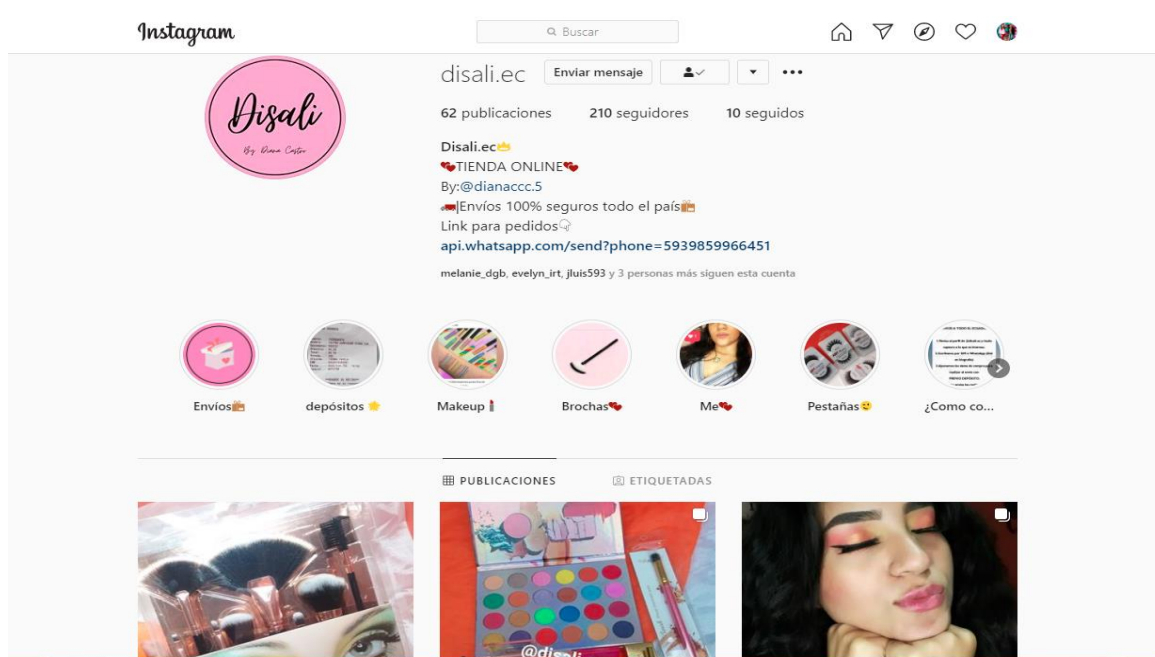 Instagram
Buscar
Disali
By Diana Castro
disali.ec Enviar mensaje
62 publicaciones 210 seguidores 10 seguidos
Disali.ec
TIENDA ONLINE
By:@dianaccc.5
|Envíos 100% seguros todo el país
Link para pedidos
api.whatsapp.com/send?phone=5939859966451
melanie_dgb, evelyn_irt, jluis593 y 3 personas más siguen esta cuenta
Envíos
depósitos
Makeup
Brochas
Me
Pestañas
¿Como co...
PUBLICACIONES ETIQUETADAS
@disali